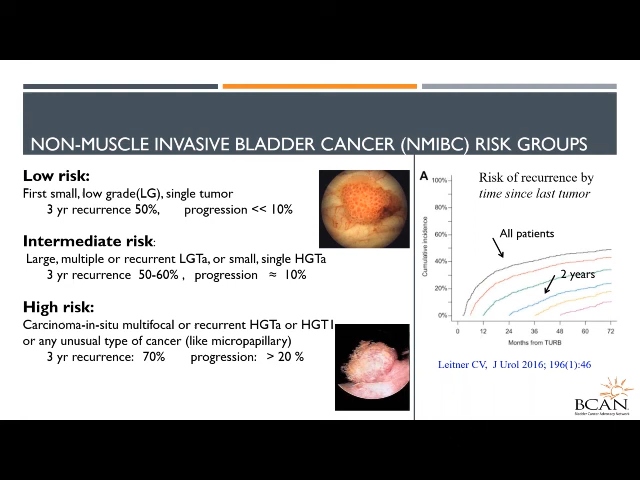 NON-MUSCLE INVASIVE BLADDER CANCER (NMIBC) RISK GROUPS
Low risk:
First small, low grade(LG), single tumor
3 yr recurrence 50%, progression << 10%
Intermediate risk:
Large, multiple or recurrent LGTa, or small, single HGTa
3 yr recurrence 50-60% , progression ≈ 10%
High risk:
Carcinoma-in-situ multifocal or recurrent HGTa or HGT1
or any unusual type of cancer (like micropapillary)
3 yr recurrence: 70% progression: > 20 %
A
Risk of recurrence by
time since last tumor
All patients
2 years
Cumulative incidence
100%
80%
60%
40%
20%
0%
0 12 24 36 48 60 72
Months from TURB
Leitner CV, J Urol 2016; 196(1):46
BCAN
Bladder Cancer Advocacy Network